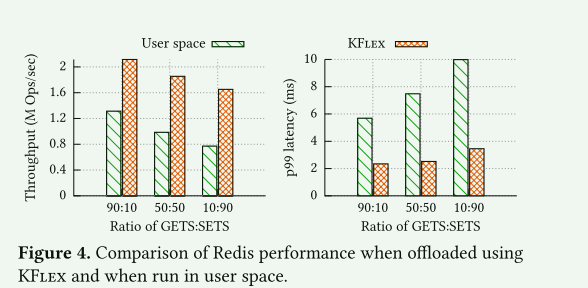 User space KFLEX
Throughput (M Ops/sec)
2
1.6
1.2
0.8
0.4
0
90:10 50:50 10:90
Ratio of GETS:SETS
p99 latency (ms)
10
8
6
4
2
0
90:10 50:50 10:90
Ratio of GETS:SETS
Figure 4. Comparison of Redis performance when offloaded using
KFLEX and when run in user space.